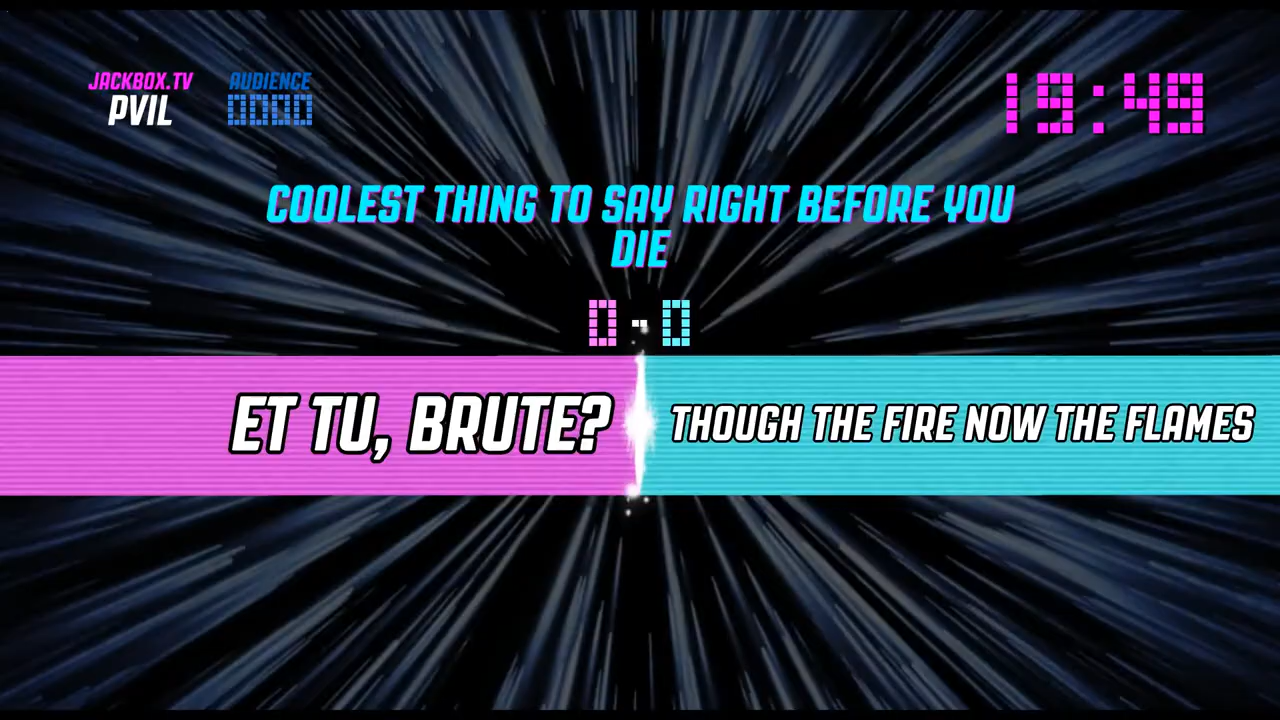 JACKBOX.TV
PVIL
AUDIENCE
0000
19:49
COOLEST THING TO SAY RIGHT BEFORE YOU
DIE
0-0
ET TU, BRUTE?
THOUGH THE FIRE NOW THE FLAMES